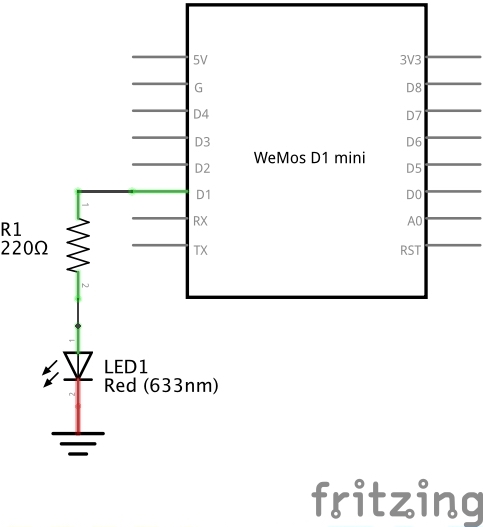 5V
G
D4
D3
D2
D1
RX
TX
WeMos D1 mini
3V3
D8
D7
D6
D5
D0
A0
RST
1
R1
220Ω
2
1
LED1
Red (633nm)
2
fritzing